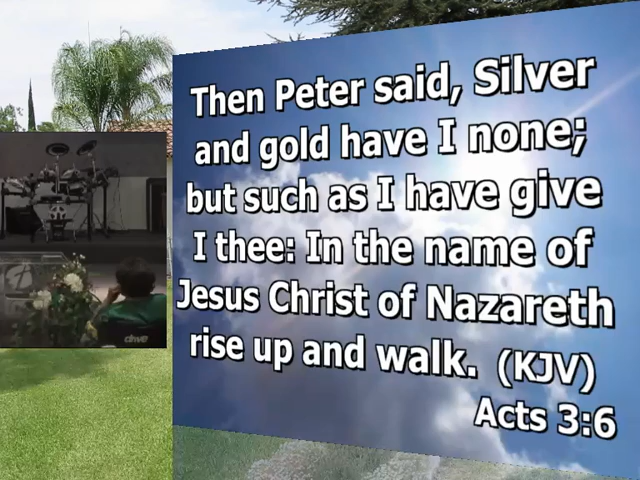 Then Peter said, Silver
and gold have I none;
but such as I have give
I thee: In the name of
Jesus Christ of Nazareth
rise up and walk. (KJV)
Acts 3:6